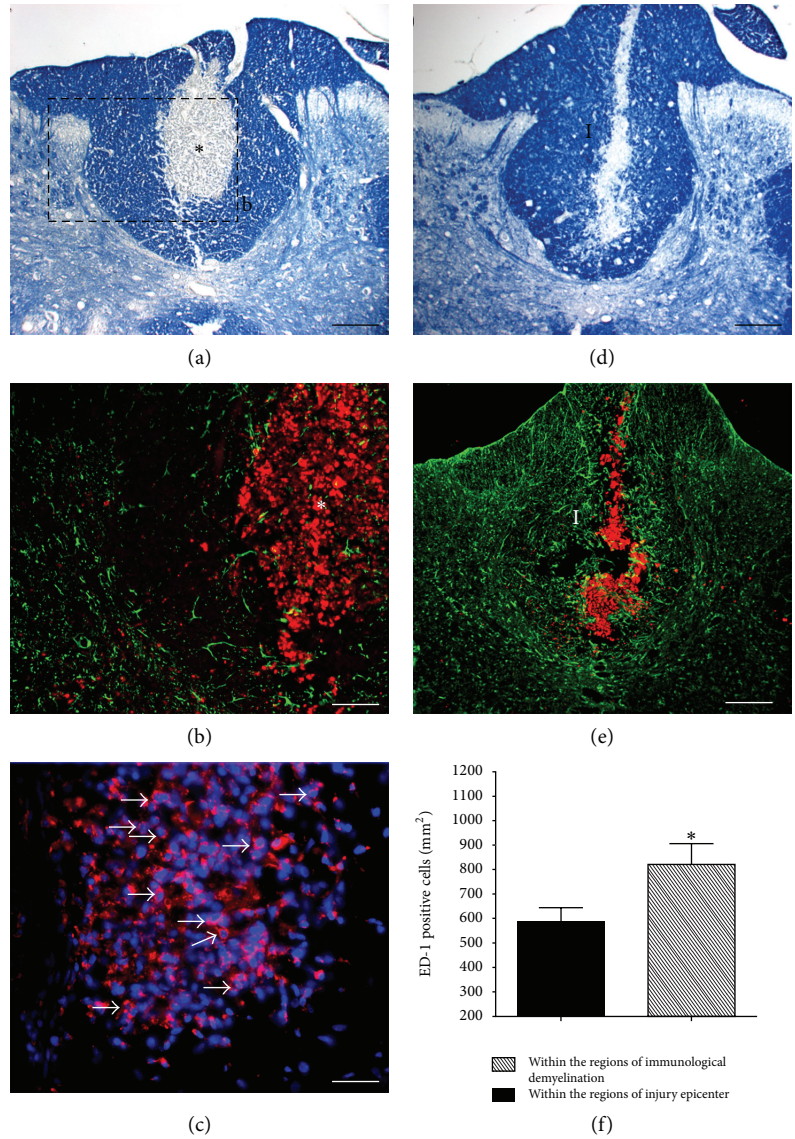 *
b
(a)
I
(d)
*
(b)
I
(e)
(c)
1200
1100
1000
900
800
700
600
500
400
300
200
ED-1 positive cells (mm²)
*
Within the regions of immunological
demyelination
Within the regions of injury epicenter
(f)